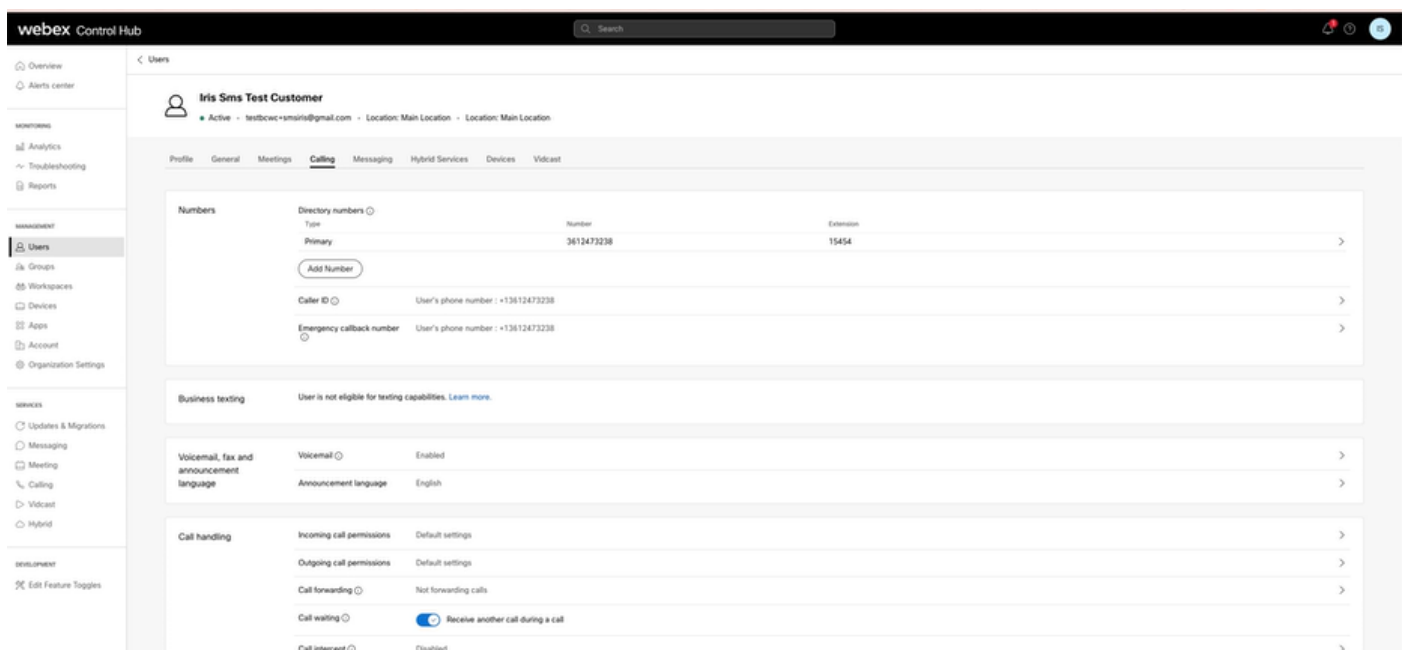 webex Control Hub
Search
IS
Overview
Alerts center
MONITORING
Analytics
Troubleshooting
Reports
MANAGEMENT
Users
Groups
Workspaces
Devices
Apps
Account
Organization Settings
SERVICES
Updates & Migrations
Messaging
Meeting
Calling
Vidcast
Hybrid
DEVELOPMENT
Edit Feature Toggles
Users
Iris Sms Test Customer
Active - testbcwc+smsiris@gmail.com - Location: Main Location - Location: Main Location
Profile General Meetings Calling Messaging Hybrid Services Devices Vidcast
Numbers
Directory numbers
Type Number Extension
Primary 3612473238 15454
Add Number
Caller ID User's phone number : +13612473238
Emergency callback number User's phone number : +13612473238
Business texting
User is not eligible for texting capabilities. Learn more.
Voicemail, fax and
announcement
language
Voicemail Enabled
Announcement language English
Call handling
Incoming call permissions Default settings
Outgoing call permissions Default settings
Call forwarding Not forwarding calls
Call waiting Receive another call during a call
Call intercept Disabled